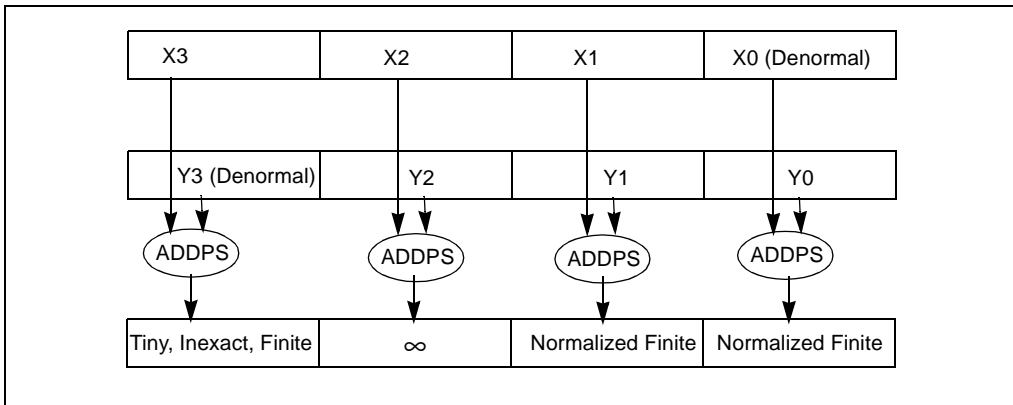 X3 X2 X1 X0 (Denormal)
Y3 (Denormal) Y2 Y1 Y0
ADDPS ADDPS ADDPS ADDPS
Tiny, Inexact, Finite ∞ Normalized Finite Normalized Finite